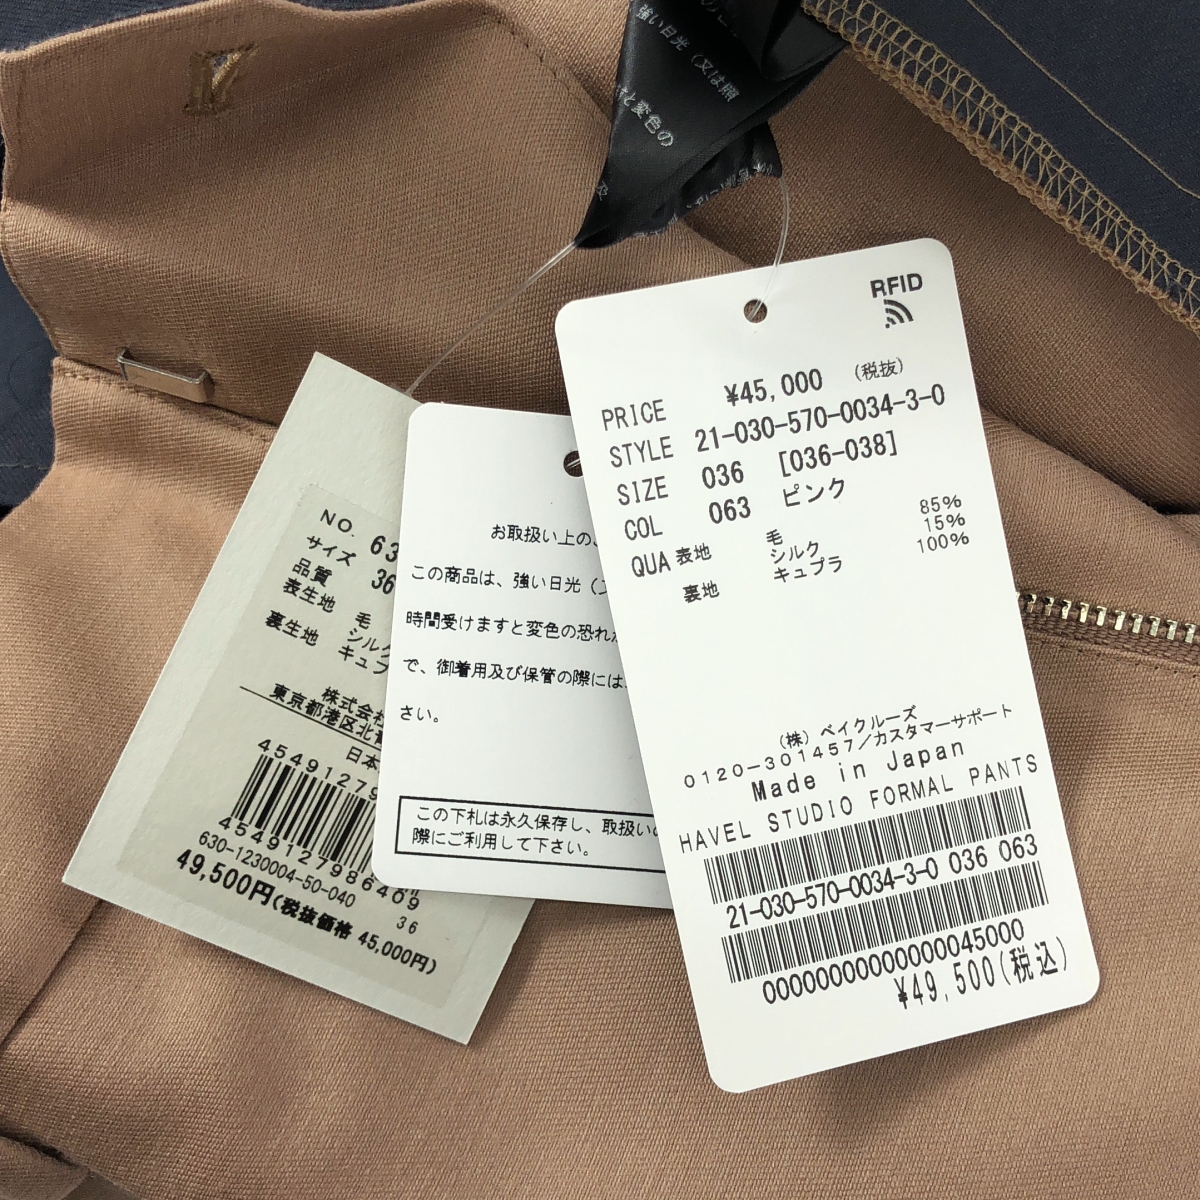 強い日光（又は照
と変色の
RFID
PRICE ¥45,000 (税抜)
STYLE 21-030-570-0034-3-0
SIZE 036 [036-038]
COL 063 ピンク
QUA 表地 毛 85%
シルク 15%
裏地 キュプラ 100%
(株) ベイクルーズ
0120-301457/カスタマーサポート
Made in Japan
HAVEL STUDIO FORMAL PANTS
21-030-570-0034-3-0 036 063
00000000000000045000
¥49,500(税込)
お取扱い上の
この商品は、強い日光（
時間受けますと変色の恐れ
で、御着用及び保管の際には
さい。
この下札は永久保存し、取扱い
際にご利用して下さい。
NO. 63
サイズ 36
品質
表生地 毛
シルク
裏生地 キュプ
株式会社
東京都港区北
日本
45491279
4549127986409
630-1230004-50-040
36
49,500円(税抜価格 45,000円)